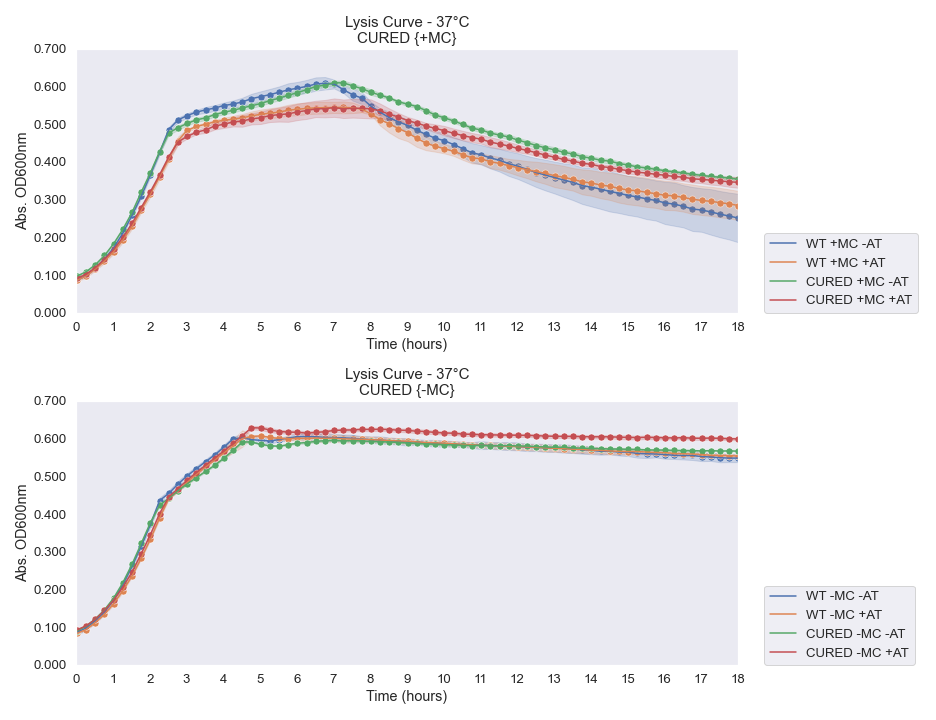 Lysis Curve - 37°C
CURED {+MC}
0.700
0.600
0.500
0.400
0.300
0.200
0.100
0.000
Abs. OD600nm
0 1 2 3 4 5 6 7 8 9 10 11 12 13 14 15 16 17 18
Time (hours)
WT +MC -AT
WT +MC +AT
CURED +MC -AT
CURED +MC +AT
Lysis Curve - 37°C
CURED {-MC}
0.700
0.600
0.500
0.400
0.300
0.200
0.100
0.000
Abs. OD600nm
0 1 2 3 4 5 6 7 8 9 10 11 12 13 14 15 16 17 18
Time (hours)
WT -MC -AT
WT -MC +AT
CURED -MC -AT
CURED -MC +AT